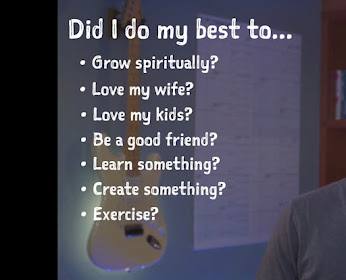 Did I do my best to...
• Grow spiritually?
• Love my wife?
• Love my kids?
• Be a good friend?
• Learn something?
• Create something?
• Exercise?